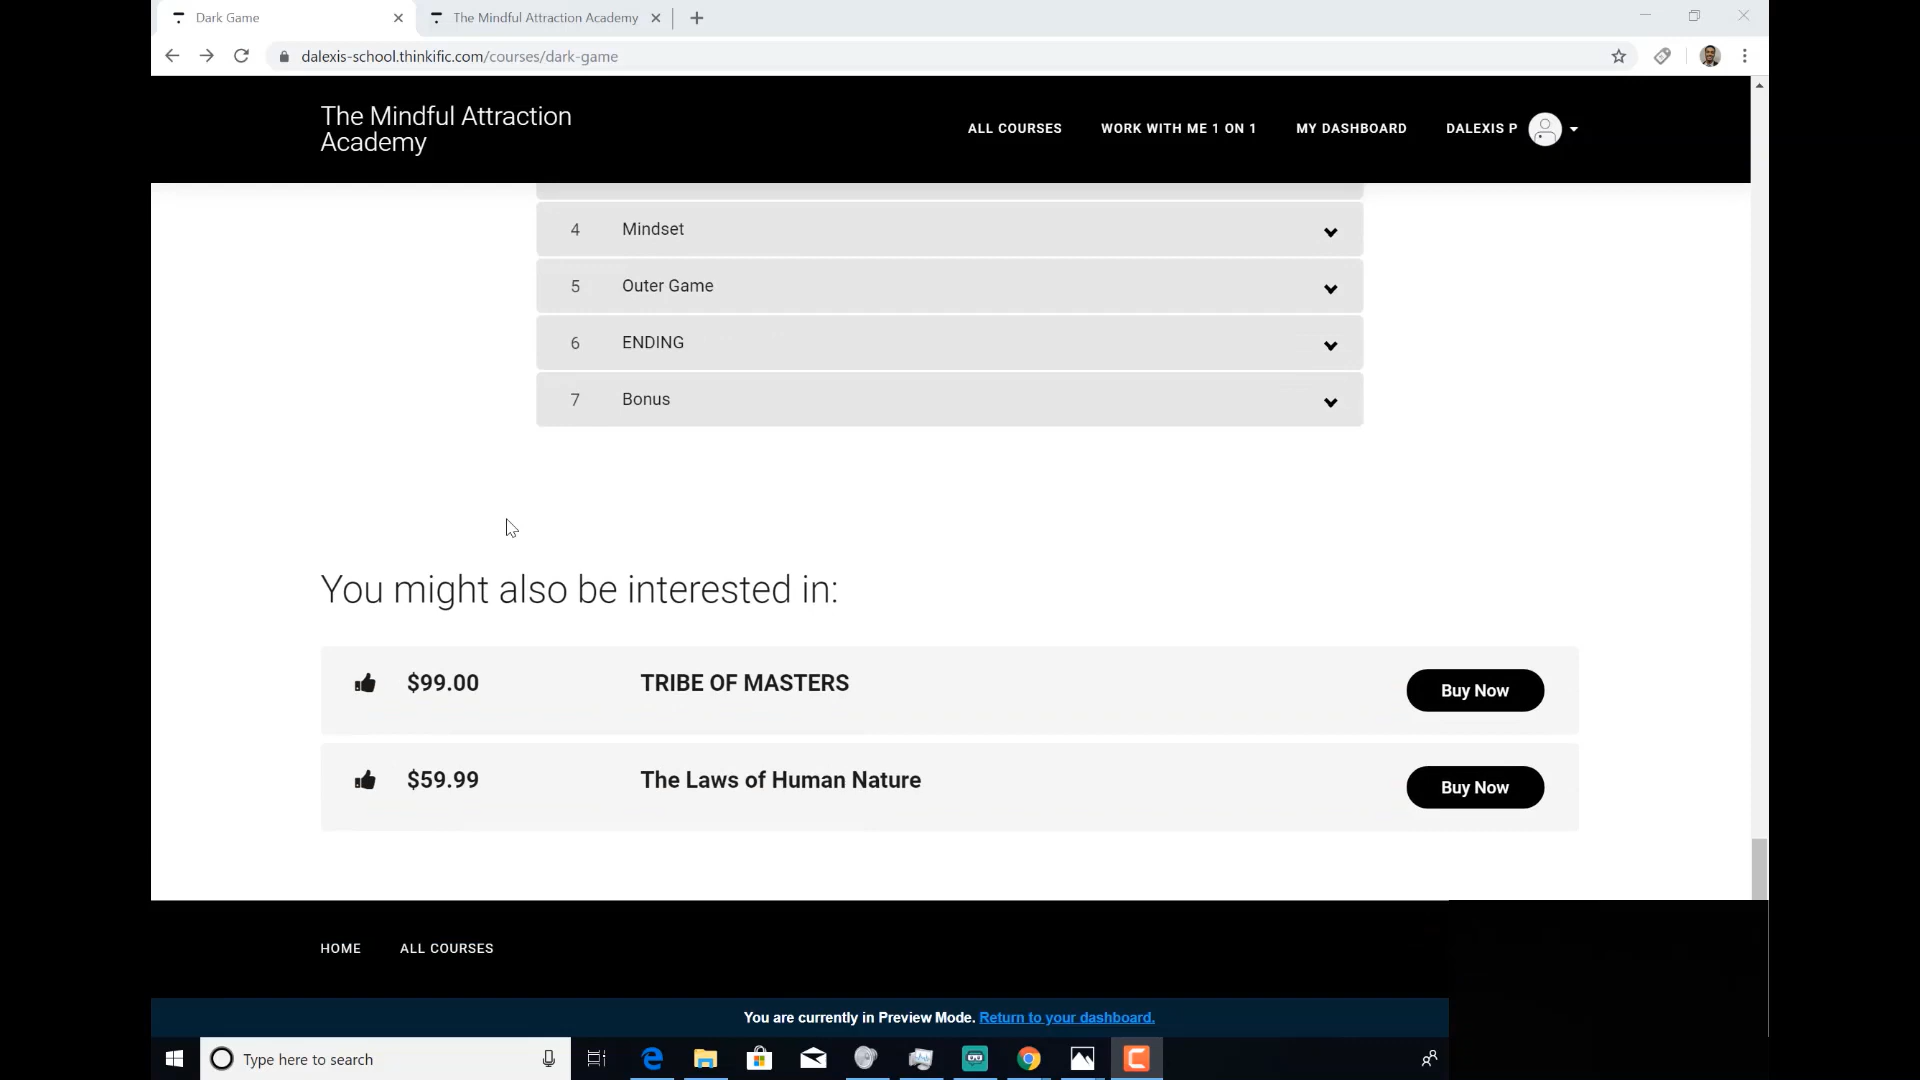 Dark Game
The Mindful Attraction Academy
dalexis-school.thinkific.com/courses/dark-game
The Mindful Attraction
Academy
ALL COURSES
WORK WITH ME 1 ON 1
MY DASHBOARD
DALEXIS P
4 Mindset
5 Outer Game
6 ENDING
7 Bonus
You might also be interested in:
$99.00 TRIBE OF MASTERS Buy Now
$59.99 The Laws of Human Nature Buy Now
HOME ALL COURSES
You are currently in Preview Mode. Return to your dashboard.
Type here to search